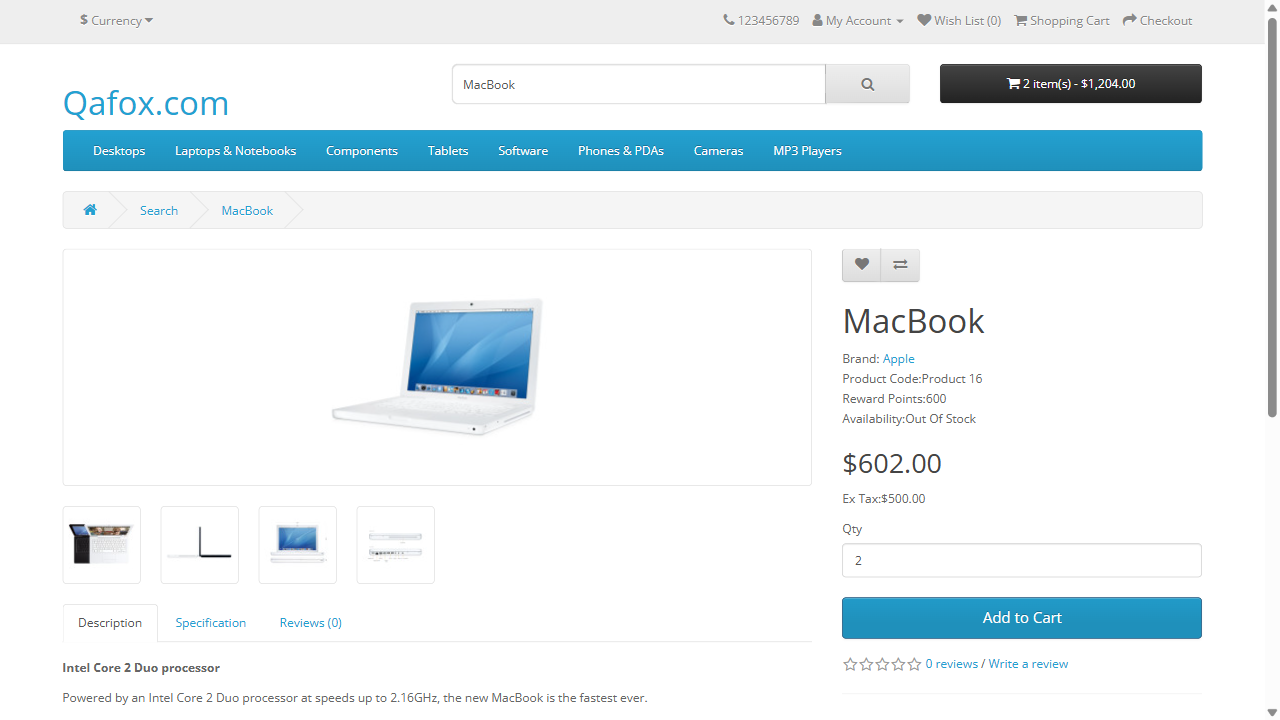 $ Currency
123456789 My Account Wish List (0) Shopping Cart Checkout
Qafox.com
MacBook
2 item(s) - $1,204.00
Desktops Laptops & Notebooks Components Tablets Software Phones & PDAs Cameras MP3 Players
Search MacBook
MacBook
Brand: Apple
Product Code:Product 16
Reward Points:600
Availability:Out Of Stock
$602.00
Ex Tax:$500.00
Qty
2
Add to Cart
0 reviews / Write a review
Description Specification Reviews (0)
Intel Core 2 Duo processor
Powered by an Intel Core 2 Duo processor at speeds up to 2.16GHz, the new MacBook is the fastest ever.